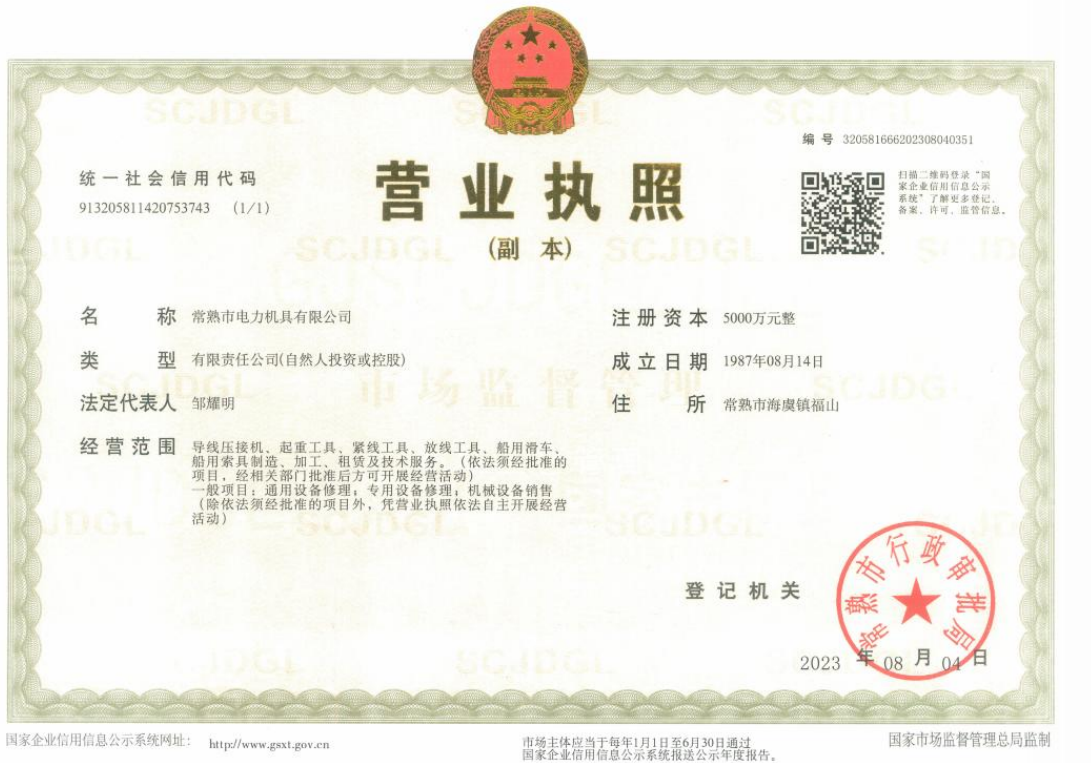 编 号 320581666202308040351
统一社会信用代码
913205811420753743 (1/1)
营业执照
(副 本)
扫描二维码登录“国
家企业信用信息公示
系统”了解更多登记、
备案、许可、监管信息。
名 称 常熟市电力机具有限公司
类 型 有限责任公司(自然人投资或控股)
法定代表人 邹耀明
经营范围 导线压接机、起重工具、紧线工具、放线工具、船用滑车、
船用索具制造、加工、租赁及技术服务。(依法须经批准的
项目,经相关部门批准后方可开展经营活动)
一般项目:通用设备修理;专用设备修理;机械设备销售
(除依法须经批准的项目外,凭营业执照依法自主开展经营
活动)
注册资本 5000万元整
成立日期 1987年08月14日
住 所 常熟市海虞镇福山
SCJDGL
市场监督管理
登记机关
常熟市行政审批局
2023 年 08 月 04 日
国家企业信用信息公示系统网址: http://www.gsxt.gov.cn
市场主体应当于每年1月1日至6月30日通过
国家企业信用信息公示系统报送公示年度报告。
国家市场监督管理总局监制